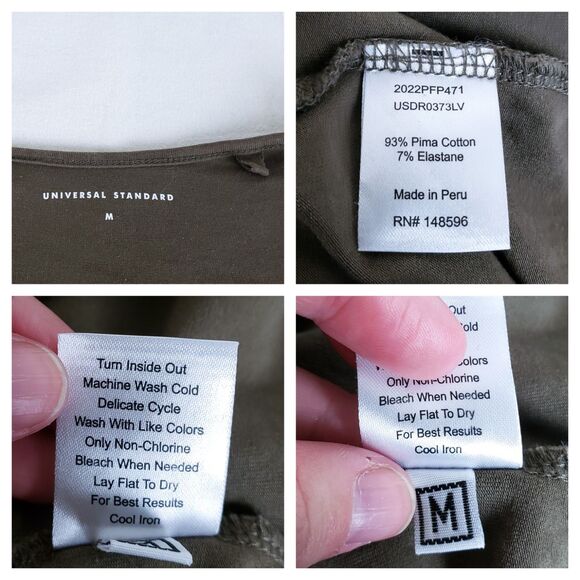 UNIVERSAL STANDARD
M
2022PFP471
USDR0373LV
93% Pima Cotton
7% Elastane
Made in Peru
RN# 148596
Turn Inside Out
Machine Wash Cold
Delicate Cycle
Wash With Like Colors
Only Non-Chlorine
Bleach When Needed
Lay Flat To Dry
For Best Results
Cool Iron
Out
Cold
Colors
Only Non-Chlorine
Bleach When Needed
Lay Flat To Dry
For Best Results
Cool Iron
M